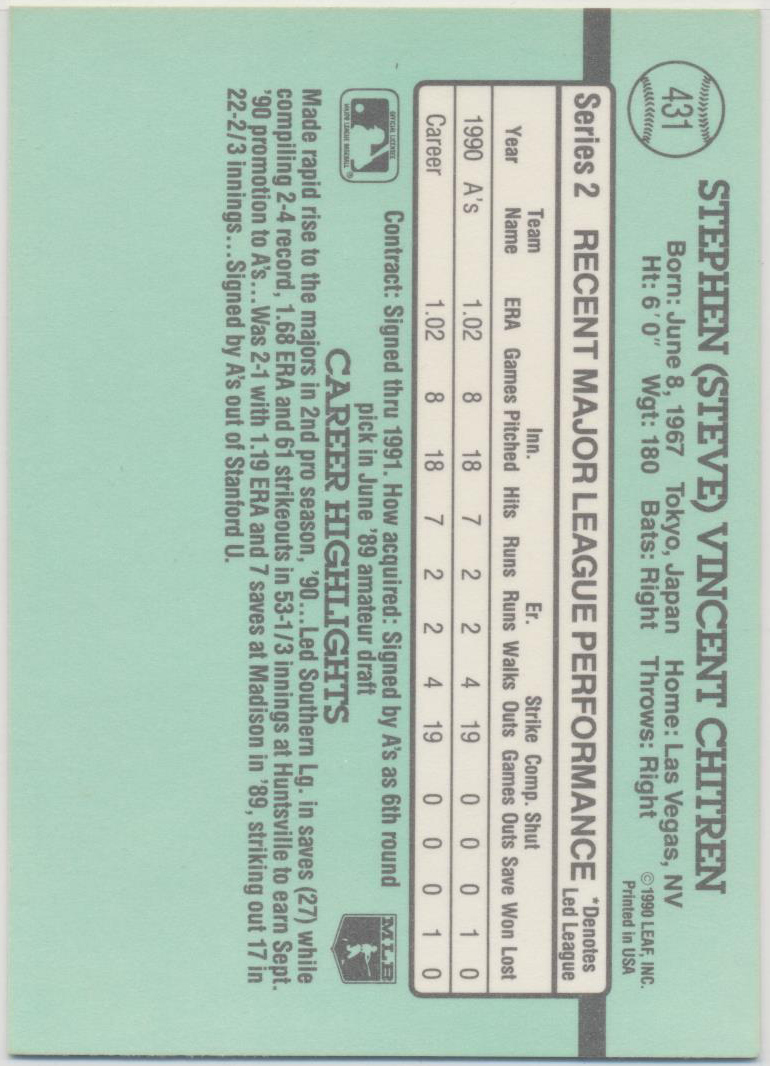 431
STEPHEN (STEVE) VINCENT CHITREN
Born: June 8, 1967 Tokyo, Japan Home: Las Vegas, NV
Ht: 6' 0" Wgt: 180 Bats: Right Throws: Right
©1990 LEAF, INC.
Printed in USA
Series 2 RECENT MAJOR LEAGUE PERFORMANCE *Denotes
Led League
Team Inn. Er. Strike Comp. Shut
Year Name ERA Games Pitched Hits Runs Runs Walks Outs Games Outs Save Won Lost
1990 A's 1.02 8 18 7 2 2 4 19 0 0 0 1 0
Career 1.02 8 18 7 2 2 4 19 0 0 0 1 0
OFFICIAL LICENSEE
MAJOR LEAGUE BASEBALL
®
Contract: Signed thru 1991. How acquired: Signed by A's as 6th round
pick in June '89 amateur draft
MLB
CAREER HIGHLIGHTS
Made rapid rise to the majors in 2nd pro season, '90...Led Southern Lg. in saves (27) while
compiling 2-4 record, 1.68 ERA and 61 strikeouts in 53-1/3 innings at Huntsville to earn Sept.
'90 promotion to A's...Was 2-1 with 1.19 ERA and 7 saves at Madison in '89, striking out 17 in
22-2/3 innings...Signed by A's out of Stanford U.